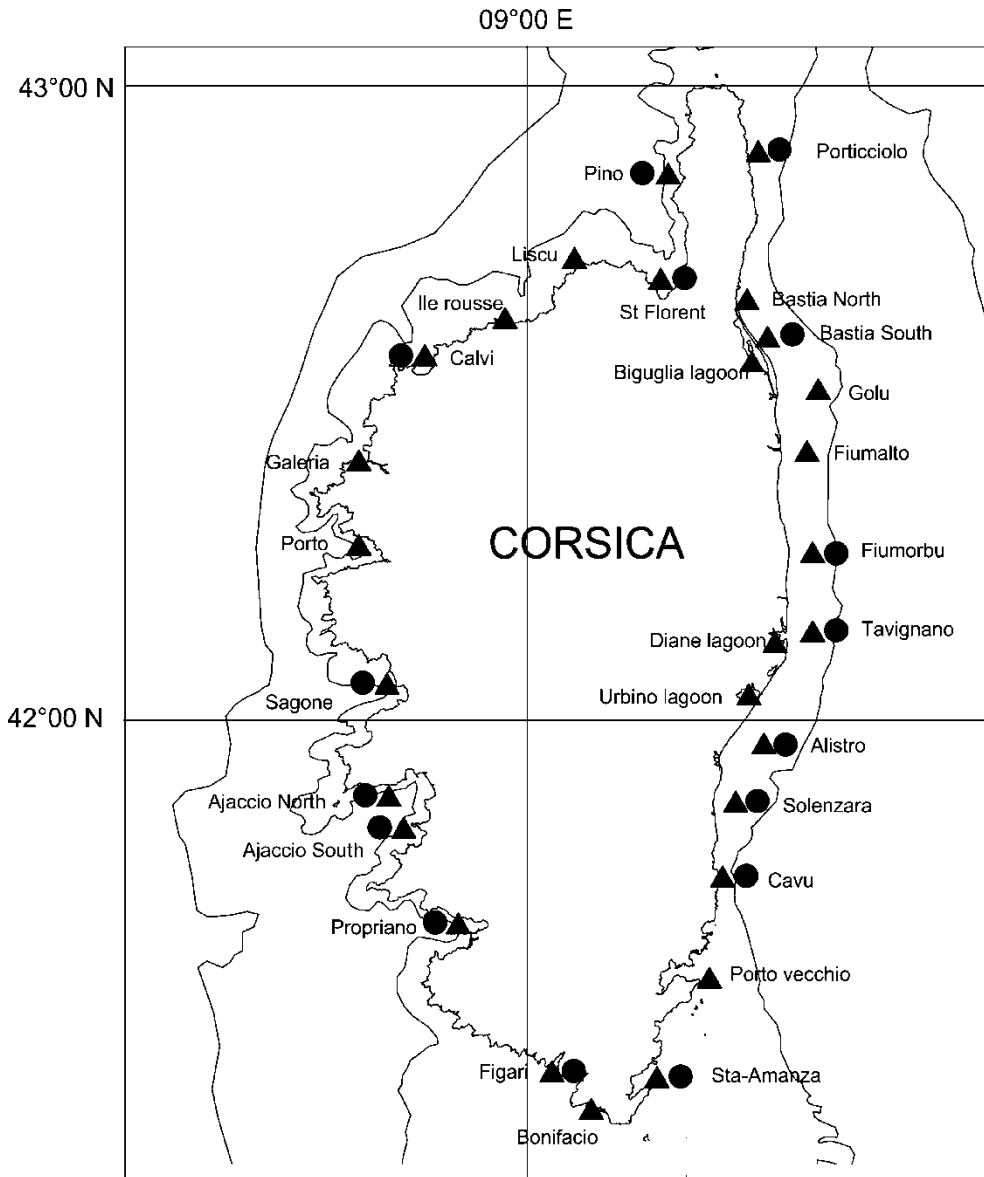 09°00 E
43°00 N
Porticciolo
Pino
Liscu
St Florent
Bastia North
Ile rousse
Bastia South
Calvi
Biguglia lagoon
Golu
Galeria
Fiumalto
Porto
CORSICA
Fiumorbu
Diane lagoon
Tavignano
Sagone
Urbino lagoon
42°00 N
Alistro
Ajaccio North
Solenzara
Ajaccio South
Cavu
Propriano
Porto vecchio
Figari
Sta-Amanza
Bonifacio